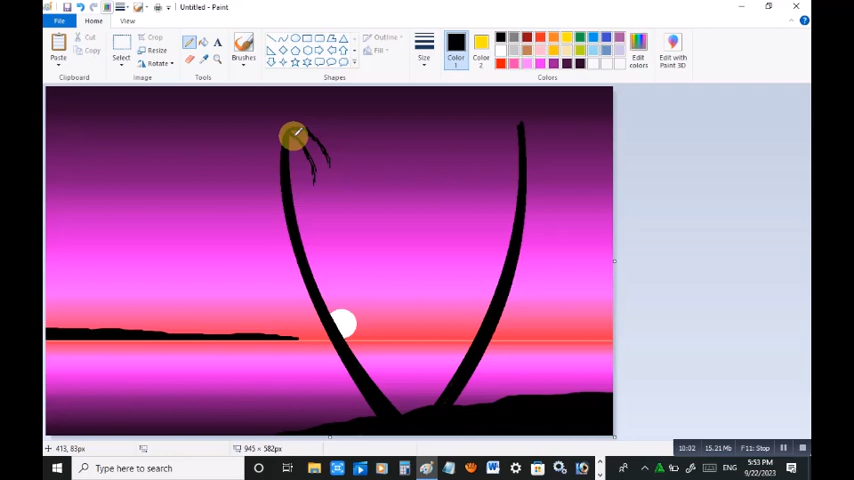 Untitled - Paint
File Home View
Paste
Cut
Copy
Clipboard
Select
Crop
Resize
Rotate
Image
A
Tools
Brushes
Outline
Fill
Shapes
Size
Color 1
Color 2
Edit colors
Colors
Edit with Paint 3D
413, 83px
945 × 582px
10:02 15.21 Mb F11: Stop
Type here to search
ENG
5:53 PM
9/22/2023